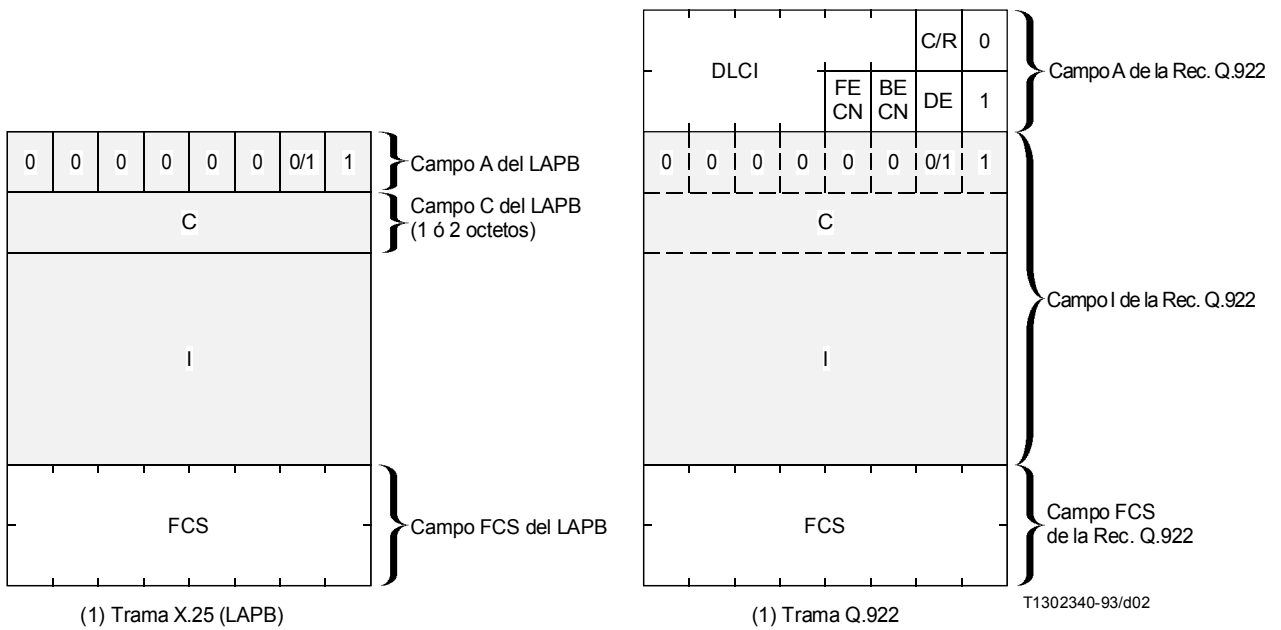 0 0 0 0 0 0 0/1 1
Campo A del LAPB
C
Campo C del LAPB
(1 ó 2 octetos)
I
FCS
Campo FCS del LAPB
(1) Trama X.25 (LAPB)
C/R 0
DLCI
FE
CN
BE
CN
DE 1
Campo A de la Rec. Q.922
0 0 0 0 0 0 0/1 1
C
I
Campo I de la Rec. Q.922
FCS
Campo FCS
de la Rec. Q.922
(1) Trama Q.922
T1302340-93/d02